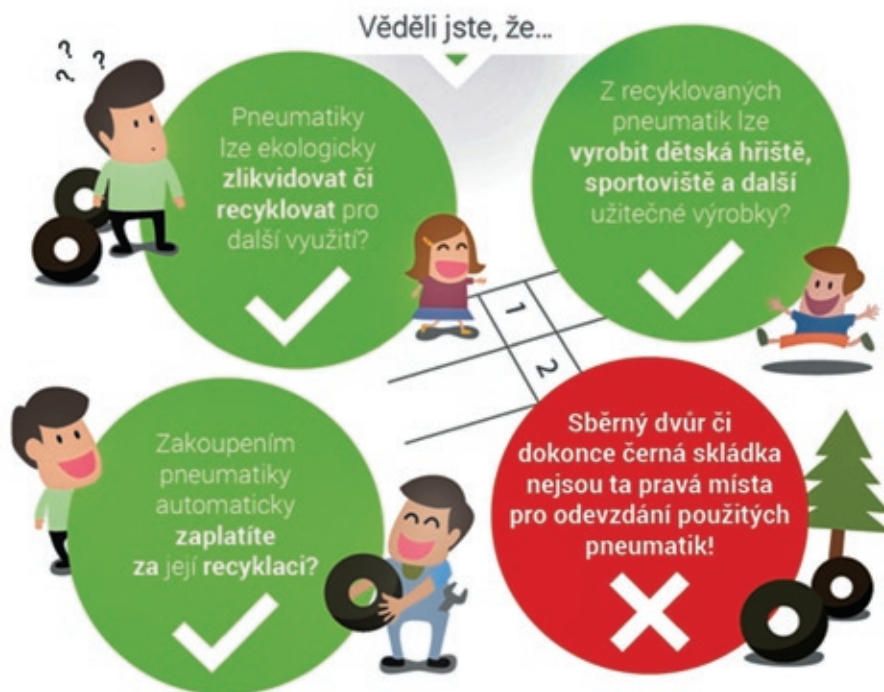 Věděli jste, že...
Pneumatiky
lze ekologicky
zlikvidovat či
recyklovat pro
další využití?
Z recyklovaných
pneumatik lze
vyrobit dětská hřiště,
sportoviště a další
užitečné výrobky?
1
2
Zakoupením
pneumatiky
automaticky
zaplatíte
za její recyklaci?
Sběrný dvůr či
dokonce černá skládka
nejsou ta pravá místa
pro odevzdání použitých
pneumatik!